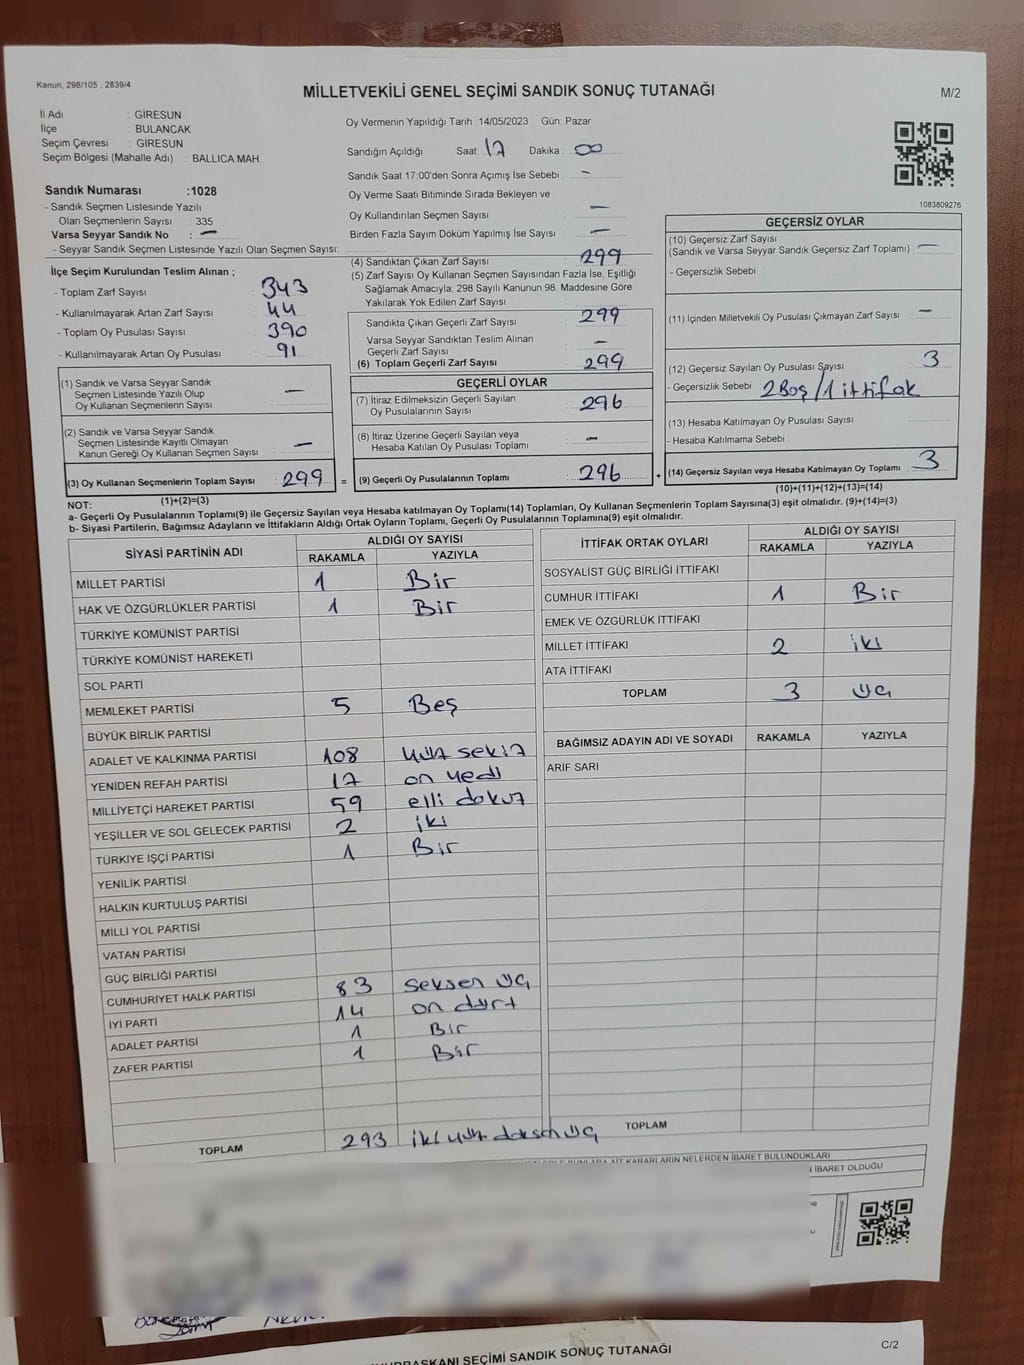 Kanun, 298/105 , 2839/4
MİLLETVEKİLİ GENEL SEÇİMİ SANDIK SONUÇ TUTANAĞI
M/2
İl Adı : GİRESUN
İlçe : BULANCAK
Seçim Çevresi : GİRESUN
Seçim Bölgesi (Mahalle Adı) : BALLICA MAH.
Sandık Numarası :1028
- Sandık Seçmen Listesinde Yazılı
Olan Seçmenlerin Sayısı : 335
Varsa Seyyar Sandık No : —
- Seyyar Sandık Seçmen Listesinde Yazılı Olan Seçmen Sayısı:
Oy Vermenin Yapıldığı Tarih :14/05/2023 Gün: Pazar
Sandığın Açıldığı Saat: 17 Dakika : 00
Sandık Saat 17:00'den Sonra Açımış İse Sebebi : —
Oy Verme Saati Bitiminde Sırada Bekleyen ve
Oy Kullandırılan Seçmen Sayısı : —
Birden Fazla Sayım Döküm Yapılmış İse Sayısı : —
1083809276
İlçe Seçim Kurulundan Teslim Alınan ;
- Toplam Zarf Sayısı : 343
- Kullanılmayarak Artan Zarf Sayısı : 44
- Toplam Oy Pusulası Sayısı : 390
- Kullanılmayarak Artan Oy Pusulası : 91
(4) Sandıktan Çıkan Zarf Sayısı : 299
(5) Zarf Sayısı Oy Kullanan Seçmen Sayısından Fazla İse, Eşitliği
Sağlamak Amacıyla; 298 Sayılı Kanunun 98. Maddesine Göre
Yakılarak Yok Edilen Zarf Sayısı :
Sandıkta Çıkan Geçerli Zarf Sayısı : 299
Varsa Seyyar Sandıktan Teslim Alınan
Geçerli Zarf Sayısı : —
(6) Toplam Geçerli Zarf Sayısı : 299
GEÇERSİZ OYLAR
(10) Geçersiz Zarf Sayısı
(Sandık ve Varsa Seyyar Sandık Geçersiz Zarf Toplamı) : —
- Geçersizlik Sebebi :
(11) İçinden Milletvekili Oy Pusulası Çıkmayan Zarf Sayısı : —
(12) Geçersiz Sayılan Oy Pusulası Sayısı : 3
- Geçersizlik Sebebi : 2 Boş / 1 ittifak
(13) Hesaba Katılmayan Oy Pusulası Sayısı :
- Hesaba Katılmama Sebebi :
(14) Geçersiz Sayılan veya Hesaba Katılmayan Oy Toplamı : 3
(10)+(11)+(12)+(13)=(14)
(1) Sandık ve Varsa Seyyar Sandık
Seçmen Listesinde Yazılı Olup
Oy Kullanan Seçmenlerin Sayısı : —
(2) Sandık ve Varsa Seyyar Sandık
Seçmen Listesinde Kayıtlı Olmayan
Kanun Gereği Oy Kullanan Seçmen Sayısı : —
(3) Oy Kullanan Seçmenlerin Toplam Sayısı : 299 =
(1)+(2)=(3)
GEÇERLİ OYLAR
(7) İtiraz Edilmeksizin Geçerli Sayılan
Oy Pusulalarının Sayısı : 296
(8) İtiraz Üzerine Geçerli Sayılan veya
Hesaba Katılan Oy Pusulası Toplamı : —
(9) Geçerli Oy Pusulalarının Toplamı : 296 +
NOT:
a- Geçerli Oy Pusulalarının Toplamı(9) ile Geçersiz Sayılan veya Hesaba katılmayan Oy Toplamı(14) Toplamları, Oy Kullanan Seçmenlerin Toplam Sayısına(3) eşit olmalıdır. (9)+(14)=(3)
b- Siyasi Partilerin, Bağımsız Adayların ve İttifakların Aldığı Ortak Oyların Toplamı, Geçerli Oy Pusulalarının Toplamına(9) eşit olmalıdır.
SİYASİ PARTİNİN ADI ALDIĞI OY SAYISI
RAKAMLA YAZIYLA
MİLLET PARTİSİ 1 Bir
HAK VE ÖZGÜRLÜKLER PARTİSİ 1 Bir
TÜRKİYE KOMÜNİST PARTİSİ
TÜRKİYE KOMÜNİST HAREKETİ
SOL PARTİ
MEMLEKET PARTİSİ 5 Beş
BÜYÜK BİRLİK PARTİSİ
ADALET VE KALKINMA PARTİSİ 108 yüz sekiz
YENİDEN REFAH PARTİSİ 17 on yedi
MİLLİYETÇİ HAREKET PARTİSİ 59 elli dokuz
YEŞİLLER VE SOL GELECEK PARTİSİ 2 iki
TÜRKİYE İŞÇİ PARTİSİ 1 Bir
YENİLİK PARTİSİ
HALKIN KURTULUŞ PARTİSİ
MİLLİ YOL PARTİSİ
VATAN PARTİSİ
GÜÇ BİRLİĞİ PARTİSİ
CUMHURİYET HALK PARTİSİ 83 seksen üç
İYİ PARTİ 14 on dört
ADALET PARTİSİ 1 Bir
ZAFER PARTİSİ 1 Bir
TOPLAM 293 iki yüz doksan üç
İTTİFAK ORTAK OYLARI ALDIĞI OY SAYISI
RAKAMLA YAZIYLA
SOSYALİST GÜÇ BİRLİĞİ İTTİFAKI
CUMHUR İTTİFAKI 1 Bir
EMEK VE ÖZGÜRLÜK İTTİFAKI
MİLLET İTTİFAKI 2 iki
ATA İTTİFAKI
TOPLAM 3 üç
BAĞIMSIZ ADAYIN ADI VE SOYADI RAKAMLA YAZIYLA
ARİF SARI
TOPLAM
KARARLARIN NELERDEN İBARET BULUNDUKLARI
İBARET OLDUĞU
SEÇİMİ SANDIK SONUÇ TUTANAĞI
C/2